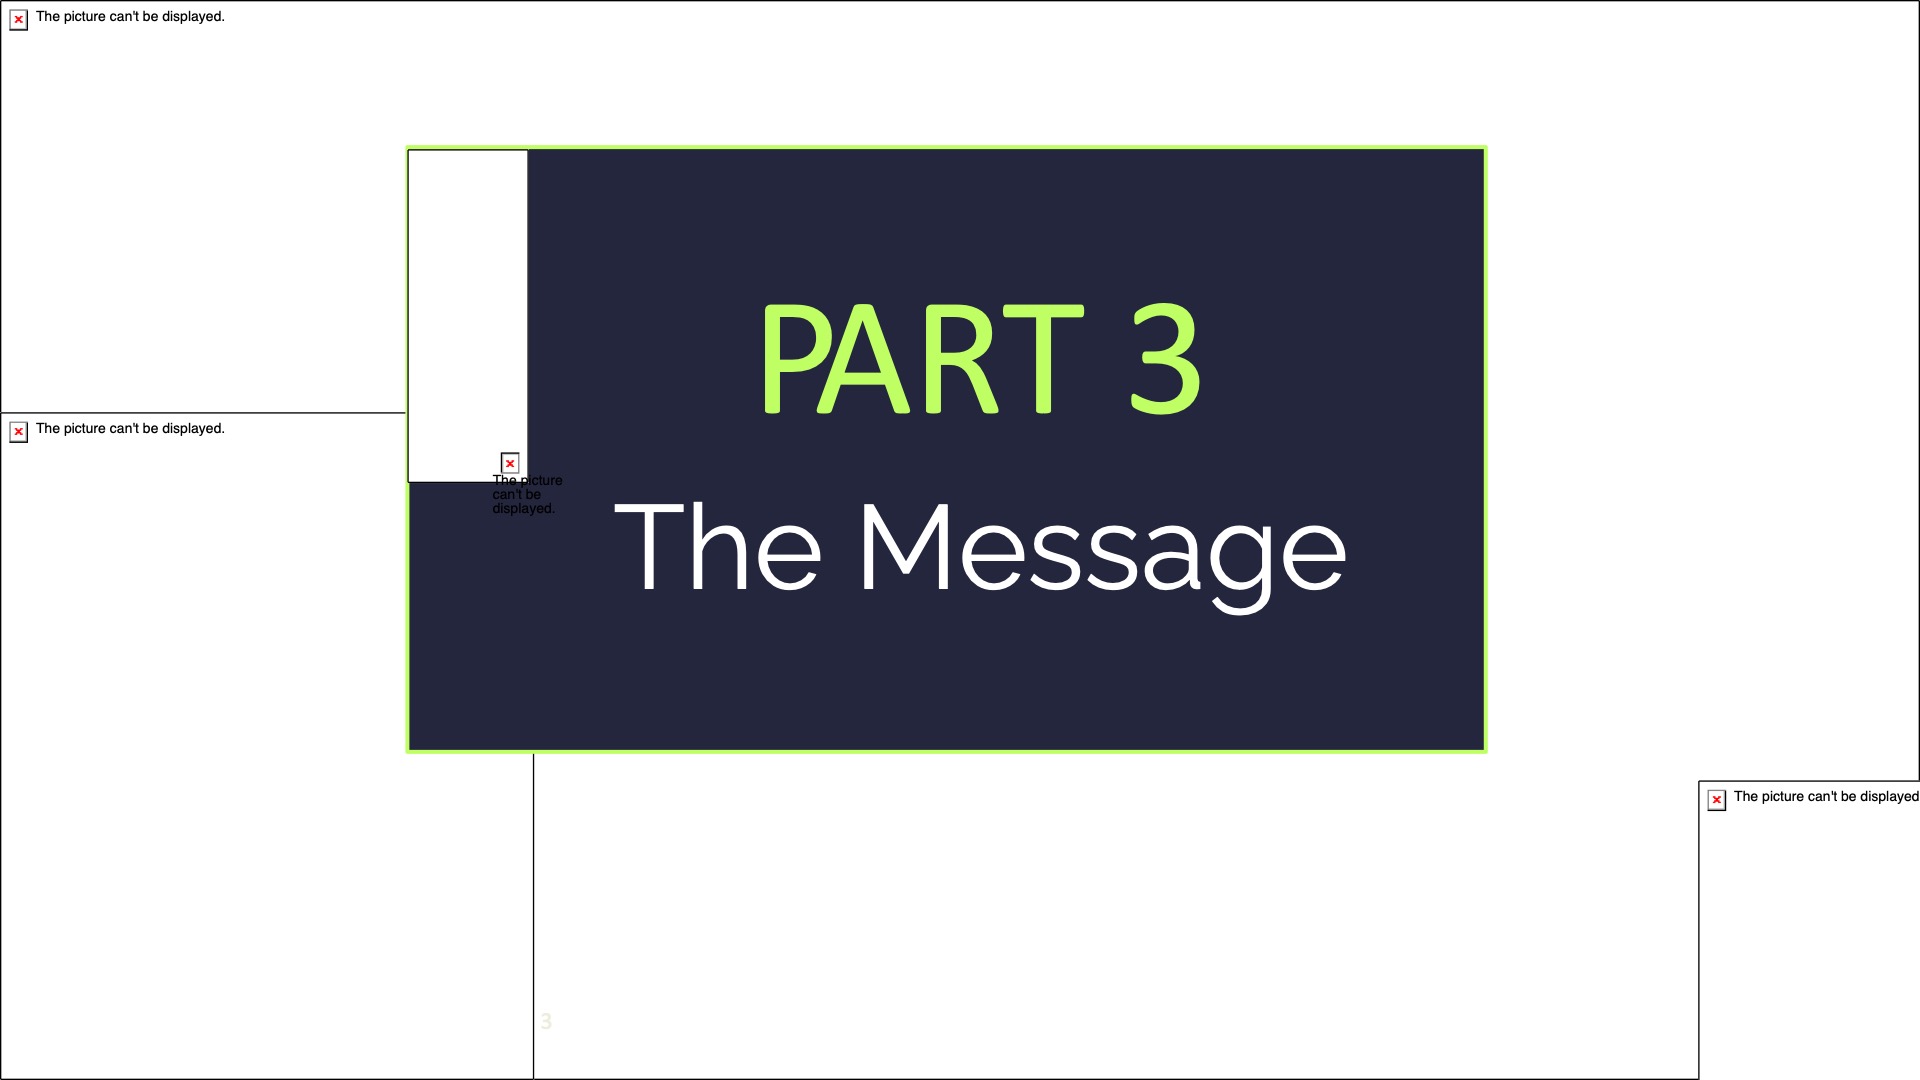 The picture can't be displayed.
PART 3
The picture can't be displayed.
The picture
can't be
displayed.
The Message
The picture can't be displayed
3